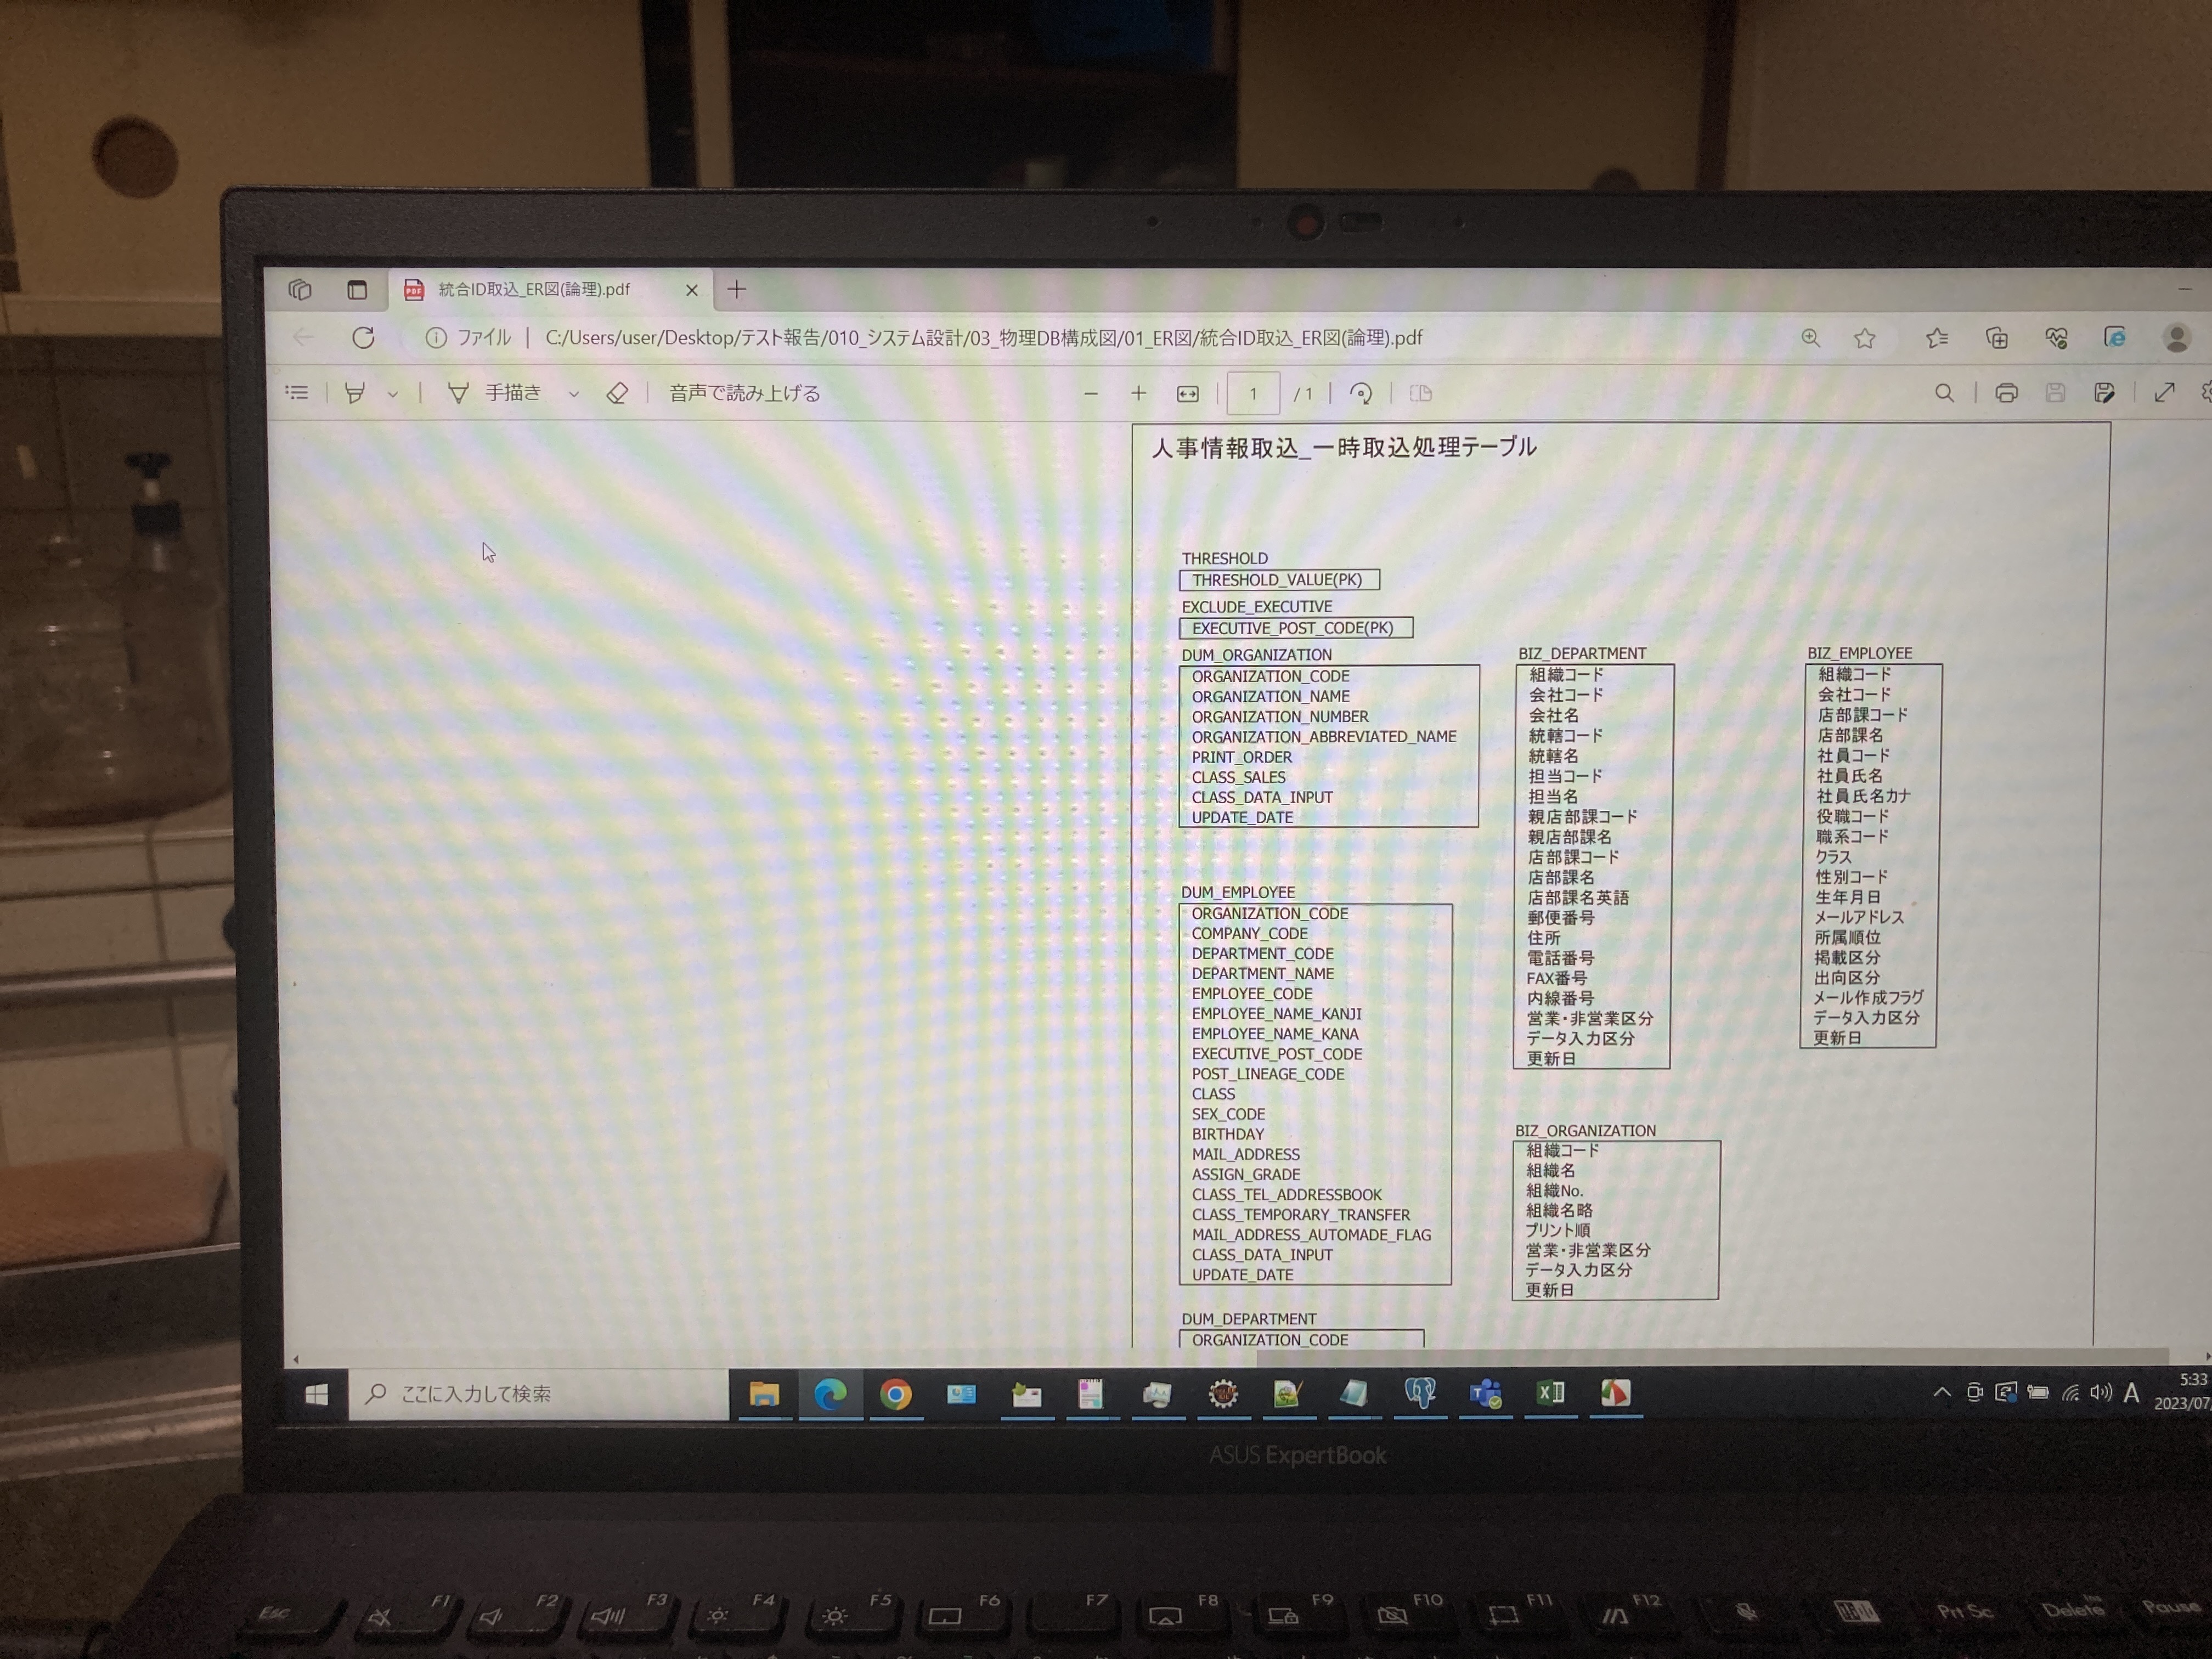 統合ID取込_ER図(論理).pdf
ファイル | C:/Users/user/Desktop/テスト報告/010_システム設計/03_物理DB構成図/01_ER図/統合ID取込_ER図(論理).pdf
手描き
音声で読み上げる
1 / 1
人事情報取込_一時取込処理テーブル
THRESHOLD
THRESHOLD_VALUE(PK)
EXCLUDE_EXECUTIVE
EXECUTIVE_POST_CODE(PK)
DUM_ORGANIZATION
ORGANIZATION_CODE
ORGANIZATION_NAME
ORGANIZATION_NUMBER
ORGANIZATION_ABBREVIATED_NAME
PRINT_ORDER
CLASS_SALES
CLASS_DATA_INPUT
UPDATE_DATE
DUM_EMPLOYEE
ORGANIZATION_CODE
COMPANY_CODE
DEPARTMENT_CODE
DEPARTMENT_NAME
EMPLOYEE_CODE
EMPLOYEE_NAME_KANJI
EMPLOYEE_NAME_KANA
EXECUTIVE_POST_CODE
POST_LINEAGE_CODE
CLASS
SEX_CODE
BIRTHDAY
MAIL_ADDRESS
ASSIGN_GRADE
CLASS_TEL_ADDRESSBOOK
CLASS_TEMPORARY_TRANSFER
MAIL_ADDRESS_AUTOMADE_FLAG
CLASS_DATA_INPUT
UPDATE_DATE
DUM_DEPARTMENT
ORGANIZATION_CODE
BIZ_DEPARTMENT
組織コード
会社コード
会社名
統轄コード
統轄名
担当コード
担当名
親店部課コード
親店部課名
店部課コード
店部課名
店部課名英語
郵便番号
住所
電話番号
FAX番号
内線番号
営業・非営業区分
データ入力区分
更新日
BIZ_ORGANIZATION
組織コード
組織名
組織No.
組織名略
プリント順
営業・非営業区分
データ入力区分
更新日
BIZ_EMPLOYEE
組織コード
会社コード
店部課コード
店部課名
社員コード
社員氏名
社員氏名カナ
役職コード
職系コード
クラス
性別コード
生年月日
メールアドレス
所属順位
掲載区分
出向区分
メール作成フラグ
データ入力区分
更新日
ここに入力して検索
A
5:33
2023/07
ASUS ExpertBook
Esc F1 F2 F3 F4 F5 F6 F7 F8 F9 F10 F11 F12 Prt Sc Delete Pause